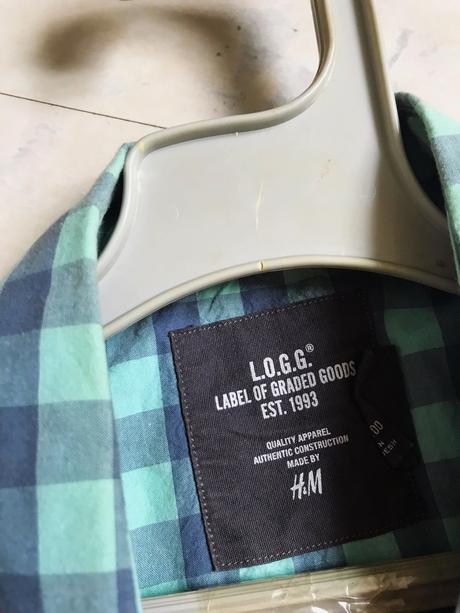 L.O.G.G.®
LABEL OF GRADED GOODS
EST. 1993
QUALITY APPAREL
AUTHENTIC CONSTRUCTION
MADE BY
H&M